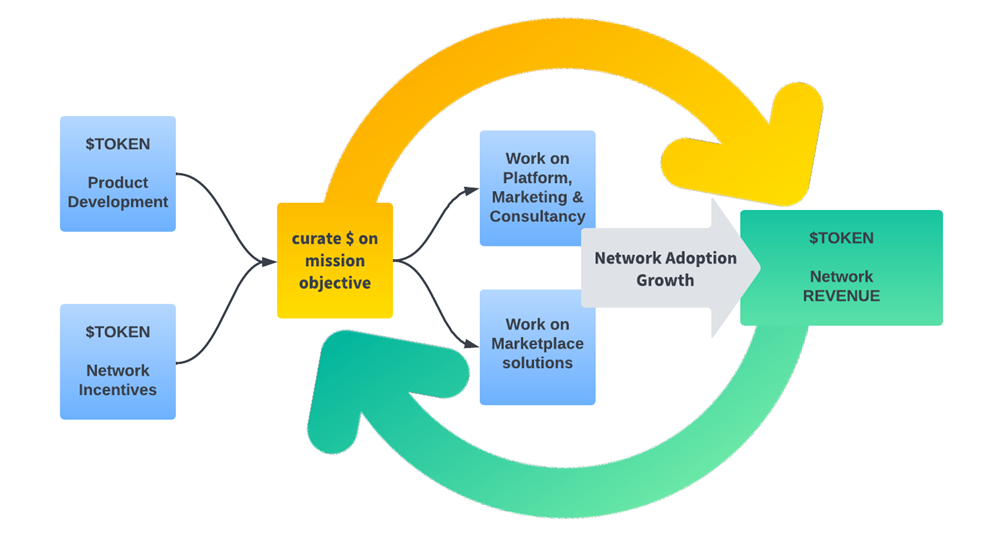 $TOKEN
Product
Development
$TOKEN
Network
Incentives
curate $ on
mission
objective
Work on
Platform,
Marketing &
Consultancy
Work on
Marketplace
solutions
Network Adoption
Growth
$TOKEN
Network
REVENUE